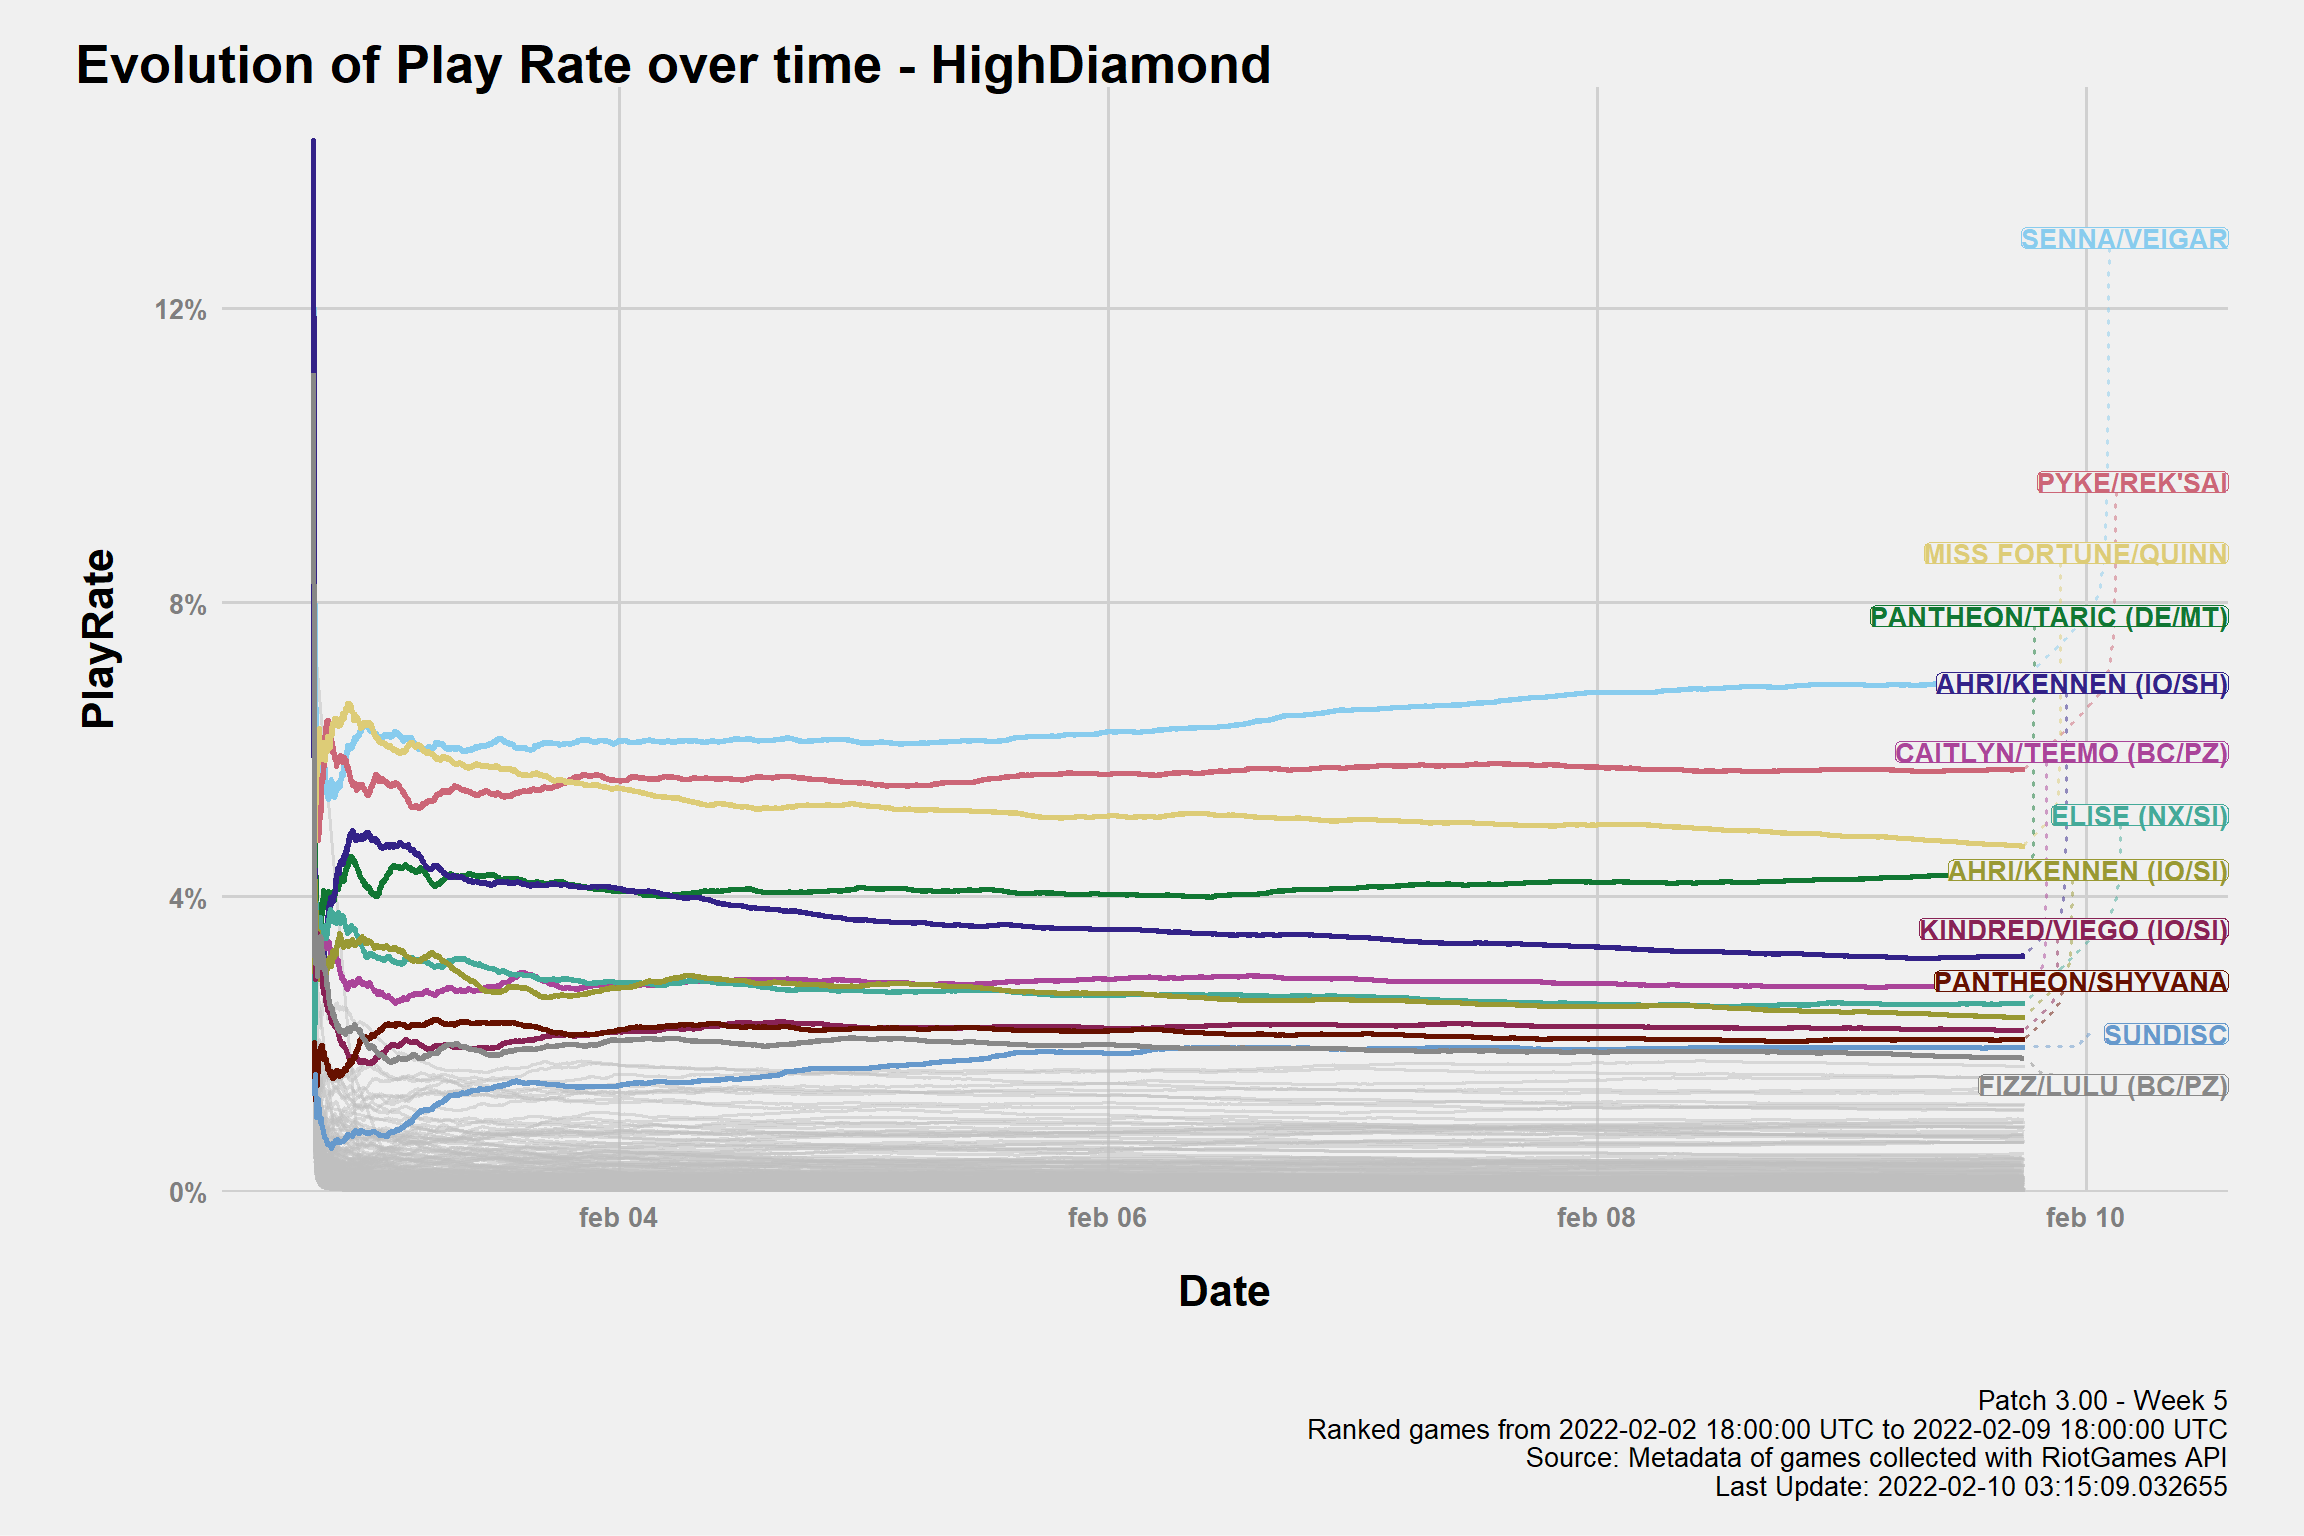 Evolution of Play Rate over time - HighDiamond
PlayRate
12%
8%
4%
0%
SENNA/VEIGAR
PYKE/REK'SAI
MISS FORTUNE/QUINN
PANTHEON/TARIC (DE/MT)
AHRI/KENNEN (IO/SH)
CAITLYN/TEEMO (BC/PZ)
ELISE (NX/SI)
AHRI/KENNEN (IO/SI)
KINDRED/VIEGO (IO/SI)
PANTHEON/SHYVANA
SUNDISC
FIZZ/LULU (BC/PZ)
feb 04
feb 06
feb 08
feb 10
Date
Patch 3.00 - Week 5
Ranked games from 2022-02-02 18:00:00 UTC to 2022-02-09 18:00:00 UTC
Source: Metadata of games collected with RiotGames API
Last Update: 2022-02-10 03:15:09.032655